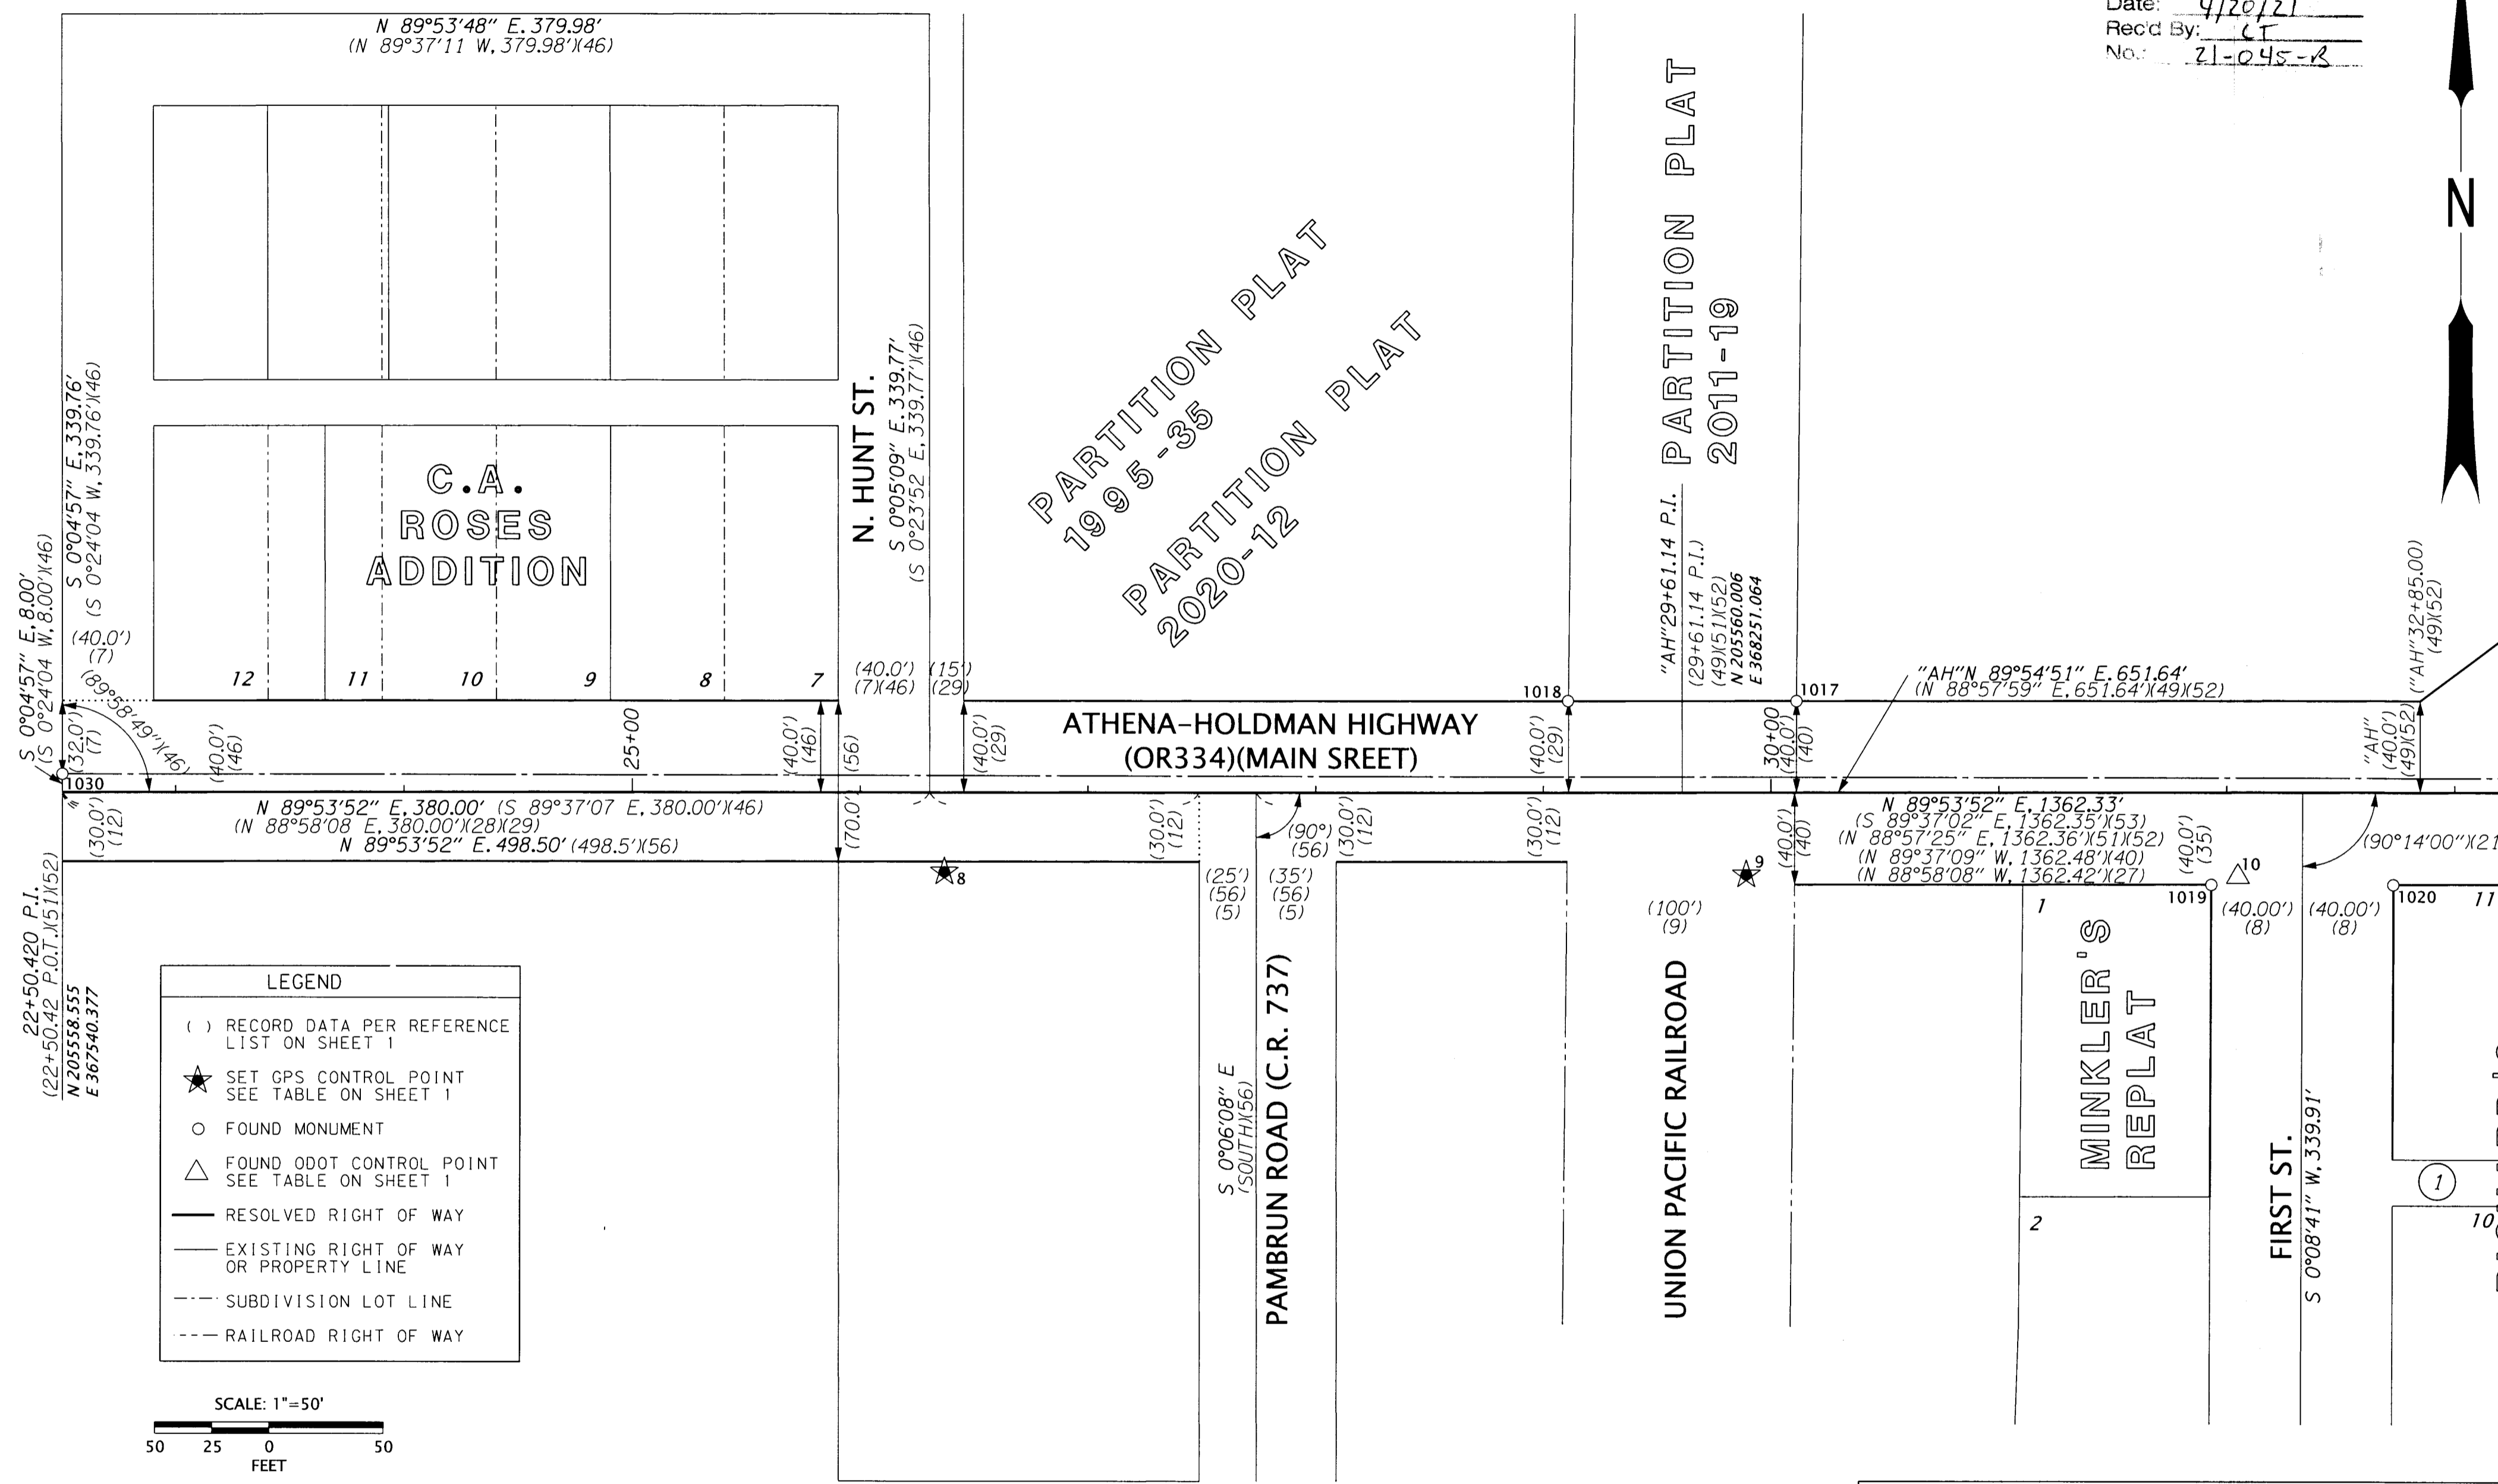 Date: 4/20/21
Rec'd By: CT
No.: 21-045-B
N 89°53'48" E. 379.98'
(N 89°37'11 W, 379.98')(46)
N
S 0°04'57" E, 339.76'
(S 0°24'04 W, 339.76')(46)
S 0°04'57" E, 8.00'
(S 0°24'04 W, 8.00')(46)
(40.0')
(7)
(89°58'49")(46)
(32.0')
(7)
1030
(30.0')
(12)
C.A.
ROSES
ADDITION
12
11
10
9
8
7
(40.0')
(46)
25+00
(40.0')
(46)
(56)
(70.0')
N. HUNT ST.
S 0°05'09" E. 339.77'
(S 0°23'52 E, 339.77')(46)
(40.0')
(7)(46)
(15')
(29)
PARTITION PLAT
1995-35
PARTITION PLAT
2020-12
PARTITION PLAT
2011-19
"AH"29+61.14 P.I.
(29+61.14 P.I.)
(49)(51)(52)
N 205560.006
E 368251.064
1018
1017
"AH"N 89°54'51" E. 651.64'
(N 88°57'59" E, 651.64')(49)(52)
("AH"32+85.00)
(49)(52)
"AH"
(40.0')
(49)(52)
(40.0')
(29)
ATHENA-HOLDMAN HIGHWAY
(OR334)(MAIN SREET)
(40.0')
(29)
30+00
(40.0')
(40)
N 89°53'52" E, 380.00' (S 89°37'07 E, 380.00')(46)
(N 88°58'08 E, 380.00')(28)(29)
N 89°53'52" E. 498.50' (498.5')(56)
(30.0')
(12)
(90°)
(56)
(30.0')
(12)
(30.0')
(12)
(40.0')
(40)
N 89°53'52" E, 1362.33'
(S 89°37'02" E, 1362.35')(53)
(N 88°57'25" E, 1362.36')(51)(52)
(N 89°37'09" W, 1362.48')(40)
(N 88°58'08" W, 1362.42')(27)
(40.0')
(35)
(90°14'00")(21
8
9
10
(25')
(56)
(5)
(35')
(56)
(5)
(100')
(9)
1
1019
(40.00')
(8)
(40.00')
(8)
1020
11
22+50.420 P.I.
(22+50.42 P.O.T.)(51)(52)
N 205558.555
E 367540.377
S 0°06'08" E
(SOUTH)(56)
PAMBRUN ROAD (C.R. 737)
UNION PACIFIC RAILROAD
MINKLER'S
REPLAT
2
FIRST ST.
S 0°08'41" W, 339.91'
1
10
LEGEND
( ) RECORD DATA PER REFERENCE
LIST ON SHEET 1
SET GPS CONTROL POINT
SEE TABLE ON SHEET 1
FOUND MONUMENT
FOUND ODOT CONTROL POINT
SEE TABLE ON SHEET 1
RESOLVED RIGHT OF WAY
EXISTING RIGHT OF WAY
OR PROPERTY LINE
SUBDIVISION LOT LINE
RAILROAD RIGHT OF WAY
SCALE: 1"=50'
50 25 0 50
FEET